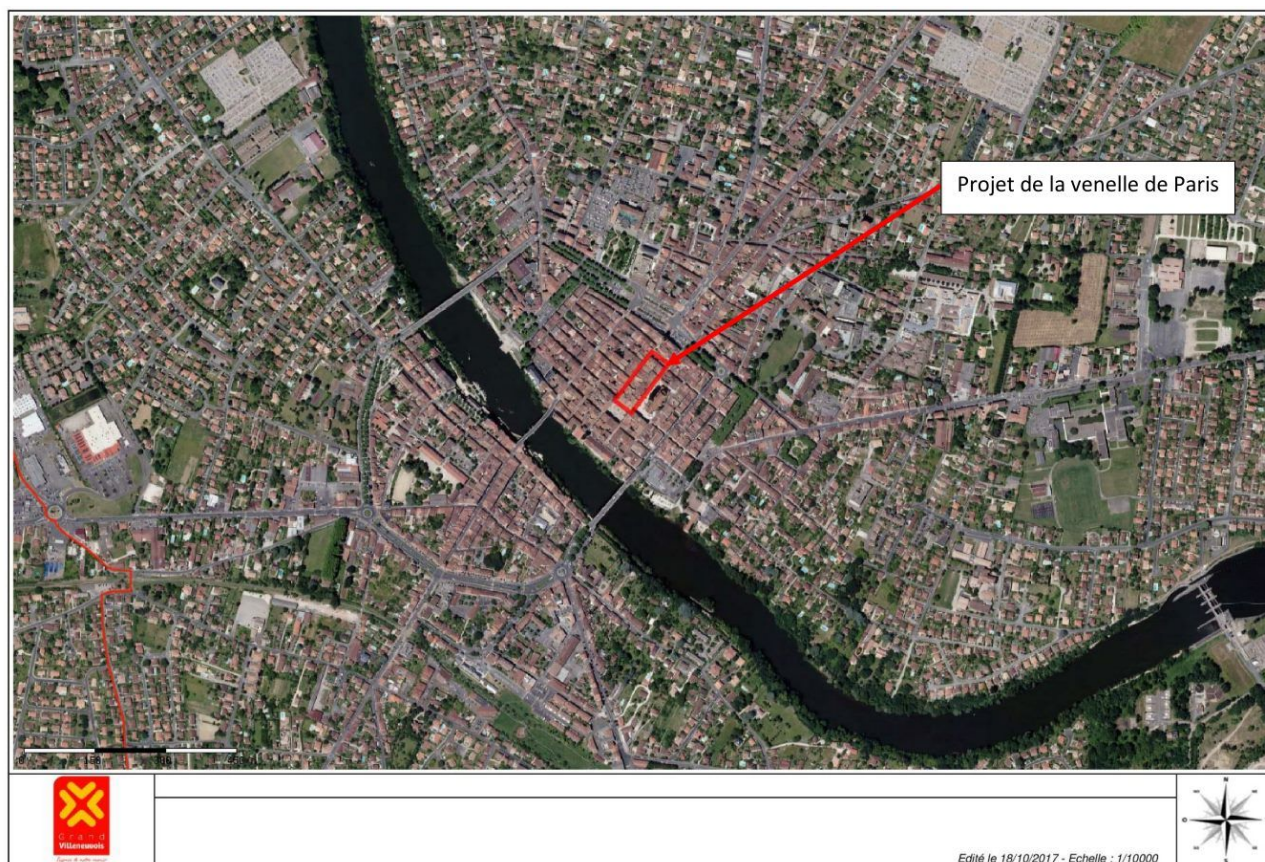 Projet de la venelle de Paris
Grand
Villeneuvois
N
S
Edité le 18/10/2017 - Echelle : 1/10000